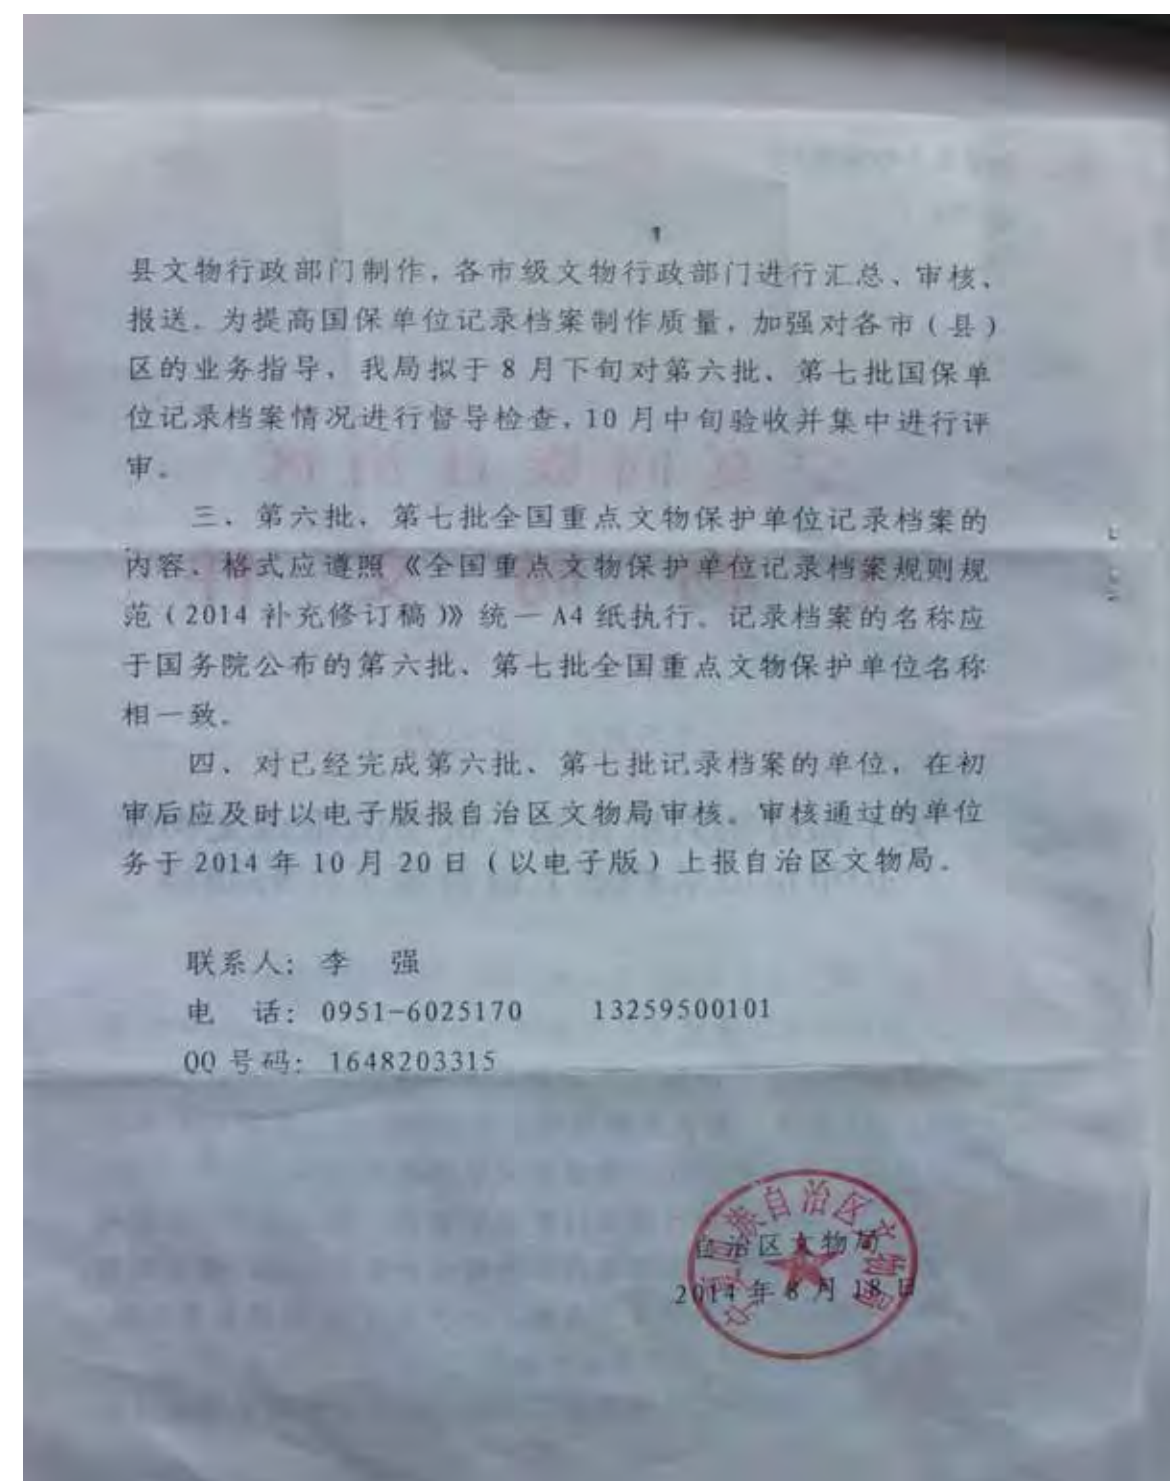 县文物行政部门制作，各市级文物行政部门进行汇总、审核、
报送。为提高国保单位记录档案制作质量，加强对各市（县）
区的业务指导，我局拟于8月下旬对第六批、第七批国保单
位记录档案情况进行督导检查，10月中旬验收并集中进行评
审。
三、第六批、第七批全国重点文物保护单位记录档案的
内容、格式应遵照《全国重点文物保护单位记录档案规则规
范（2014补充修订稿）》统一A4纸执行。记录档案的名称应
于国务院公布的第六批、第七批全国重点文物保护单位名称
相一致。
四、对已经完成第六批、第七批记录档案的单位，在初
审后应及时以电子版报自治区文物局审核。审核通过的单位
务于2014年10月20日（以电子版）上报自治区文物局。
联系人：李　强
电　话：0951-6025170　　13259500101
QQ号码：1648203315
自治区文物局
2014年8月18日
族自治区文物局